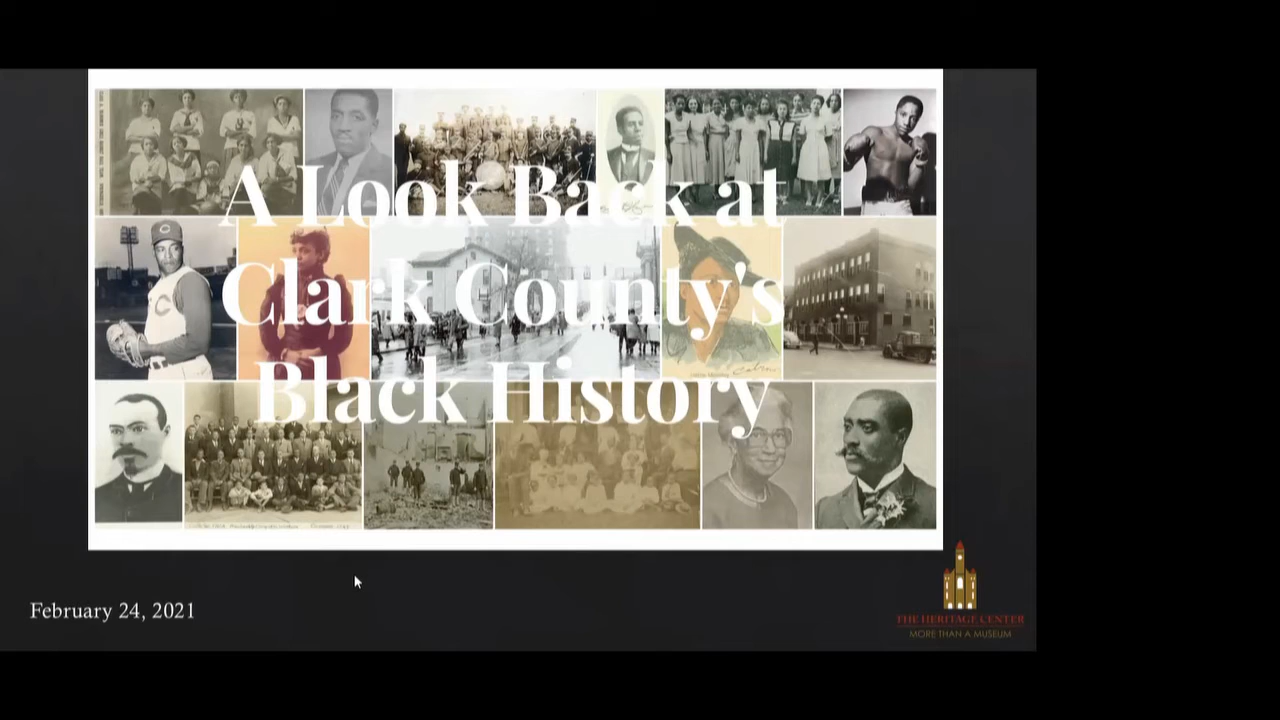 A Look Back at
Clark County's
Black History
C
February 24, 2021
THE HERITAGE CENTER
MORE THAN A MUSEUM